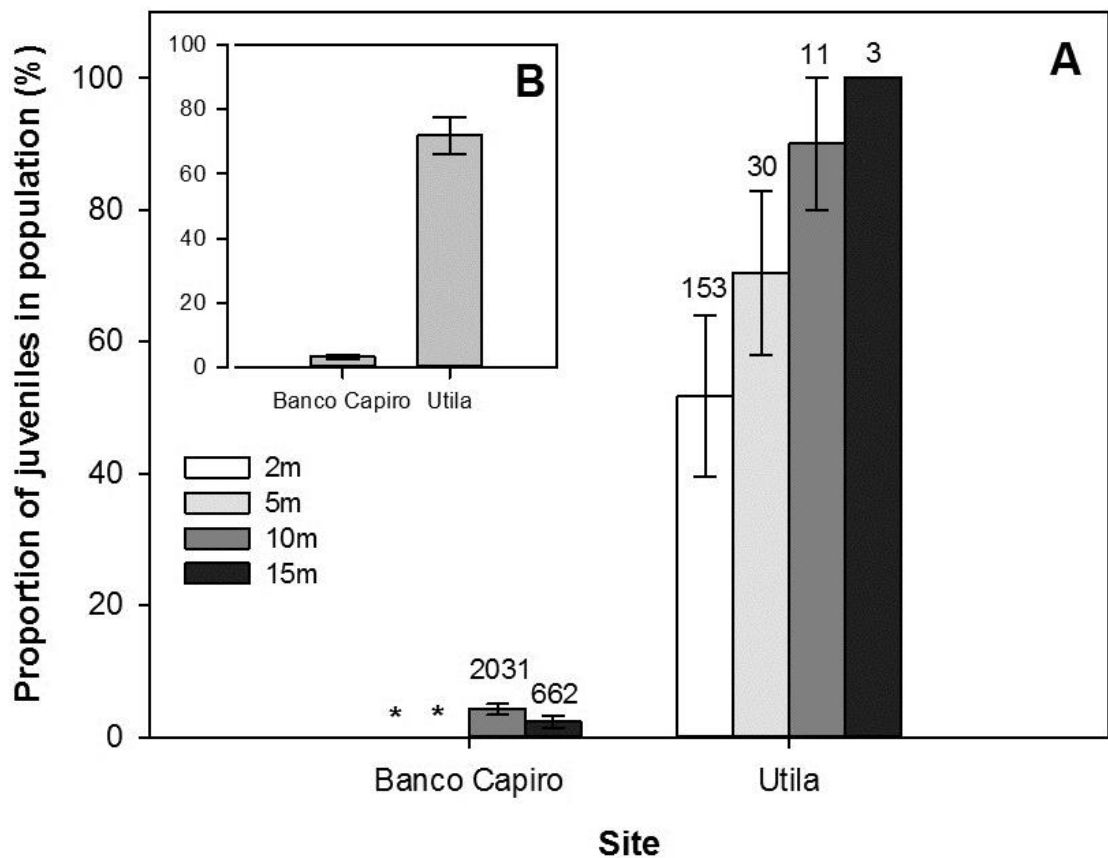 Proportion of juveniles in population (%)
100
80
60
40
20
0
A
B
100
80
60
40
20
0
Banco Capiro
Utila
2m
5m
10m
15m
*
*
2031
662
153
30
11
3
Banco Capiro
Utila
Site